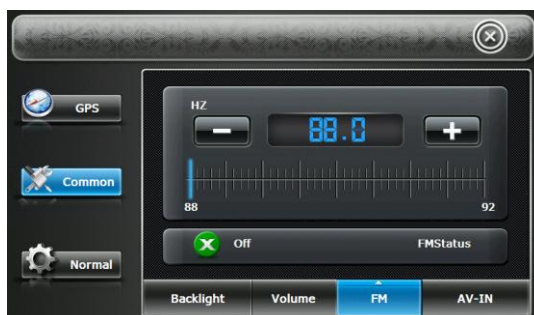 GPS
Common
Normal
HZ
88.0
88
92
Off
FMStatus
Backlight
Volume
FM
AV-IN